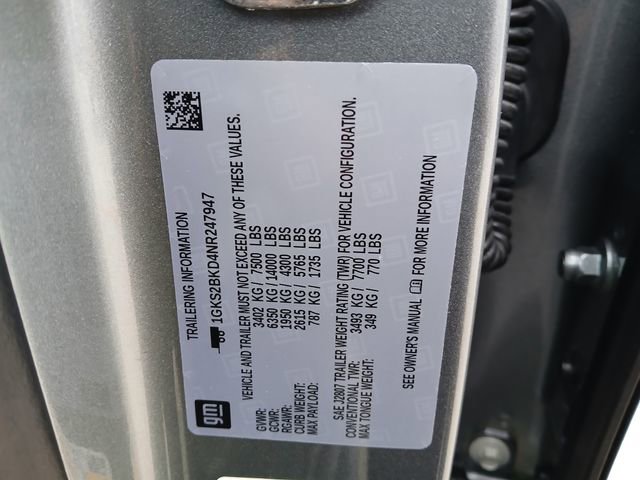 TRAILERING INFORMATION
1GKS2BKD4NR247947
VEHICLE AND TRAILER MUST NOT EXCEED ANY OF THESE VALUES.
GVWR: 3402 KG / 7500 LBS
GCWR: 6350 KG / 14000 LBS
RGAWR: 1950 KG / 4300 LBS
CURB WEIGHT: 2615 KG / 5765 LBS
MAX PAYLOAD: 787 KG / 1735 LBS
SAE J2807 TRAILER WEIGHT RATING (TWR) FOR VEHICLE CONFIGURATION.
CONVENTIONAL TWR: 3493 KG / 7700 LBS
MAX TONGUE WEIGHT: 349 KG / 770 LBS
SEE OWNER'S MANUAL FOR MORE INFORMATION
gm